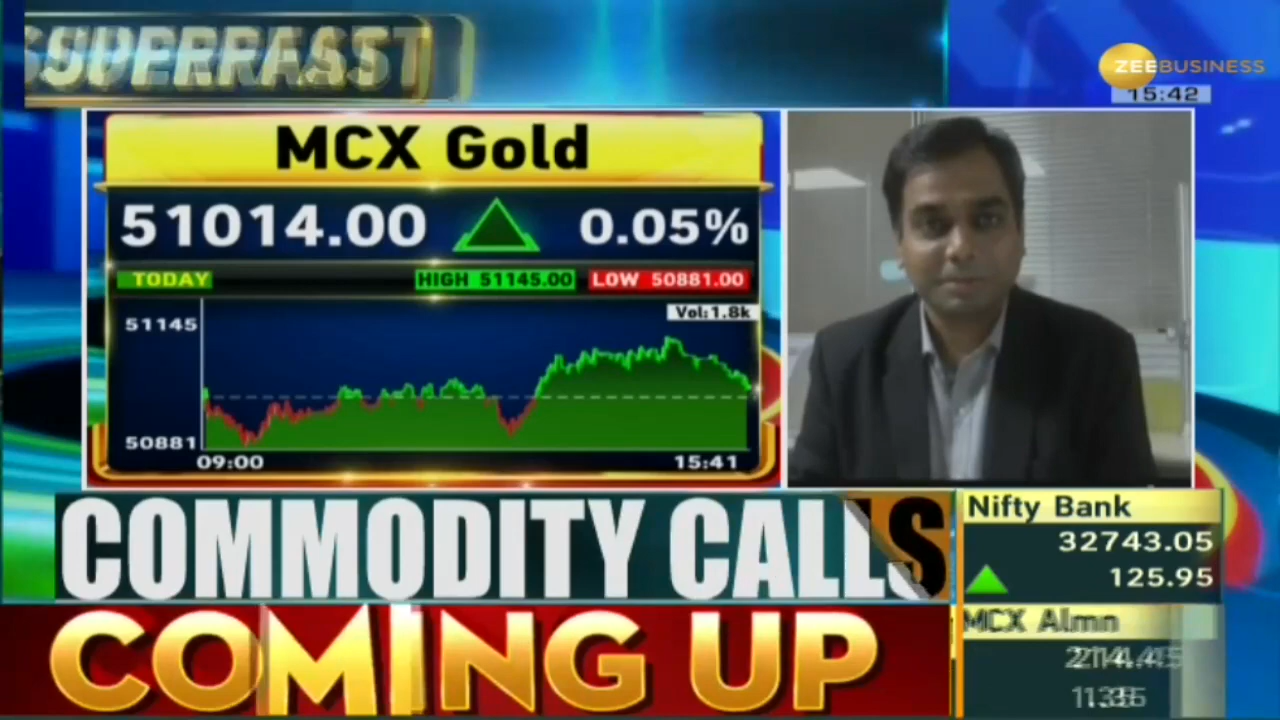 ZEEBUSINESS
15:42
MCX Gold
51014.00 0.05%
TODAY HIGH 51145.00 LOW 50881.00
Vol:1.8k
51145
50881
09:00 15:41
COMMODITY CALLS
COMING UP
Nifty Bank
32743.05
125.95
MCX Almn